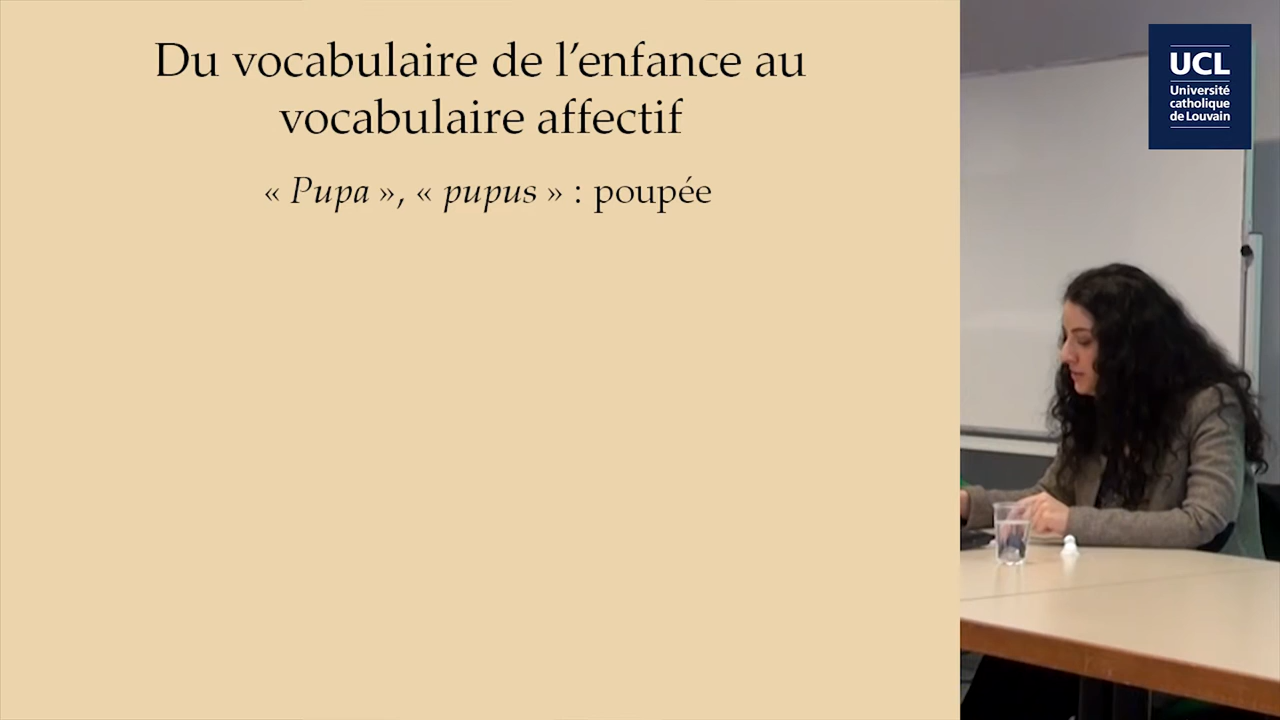 Du vocabulaire de l’enfance au
vocabulaire affectif
« Pupa », « pupus » : poupée
UCL
Université
catholique
de Louvain